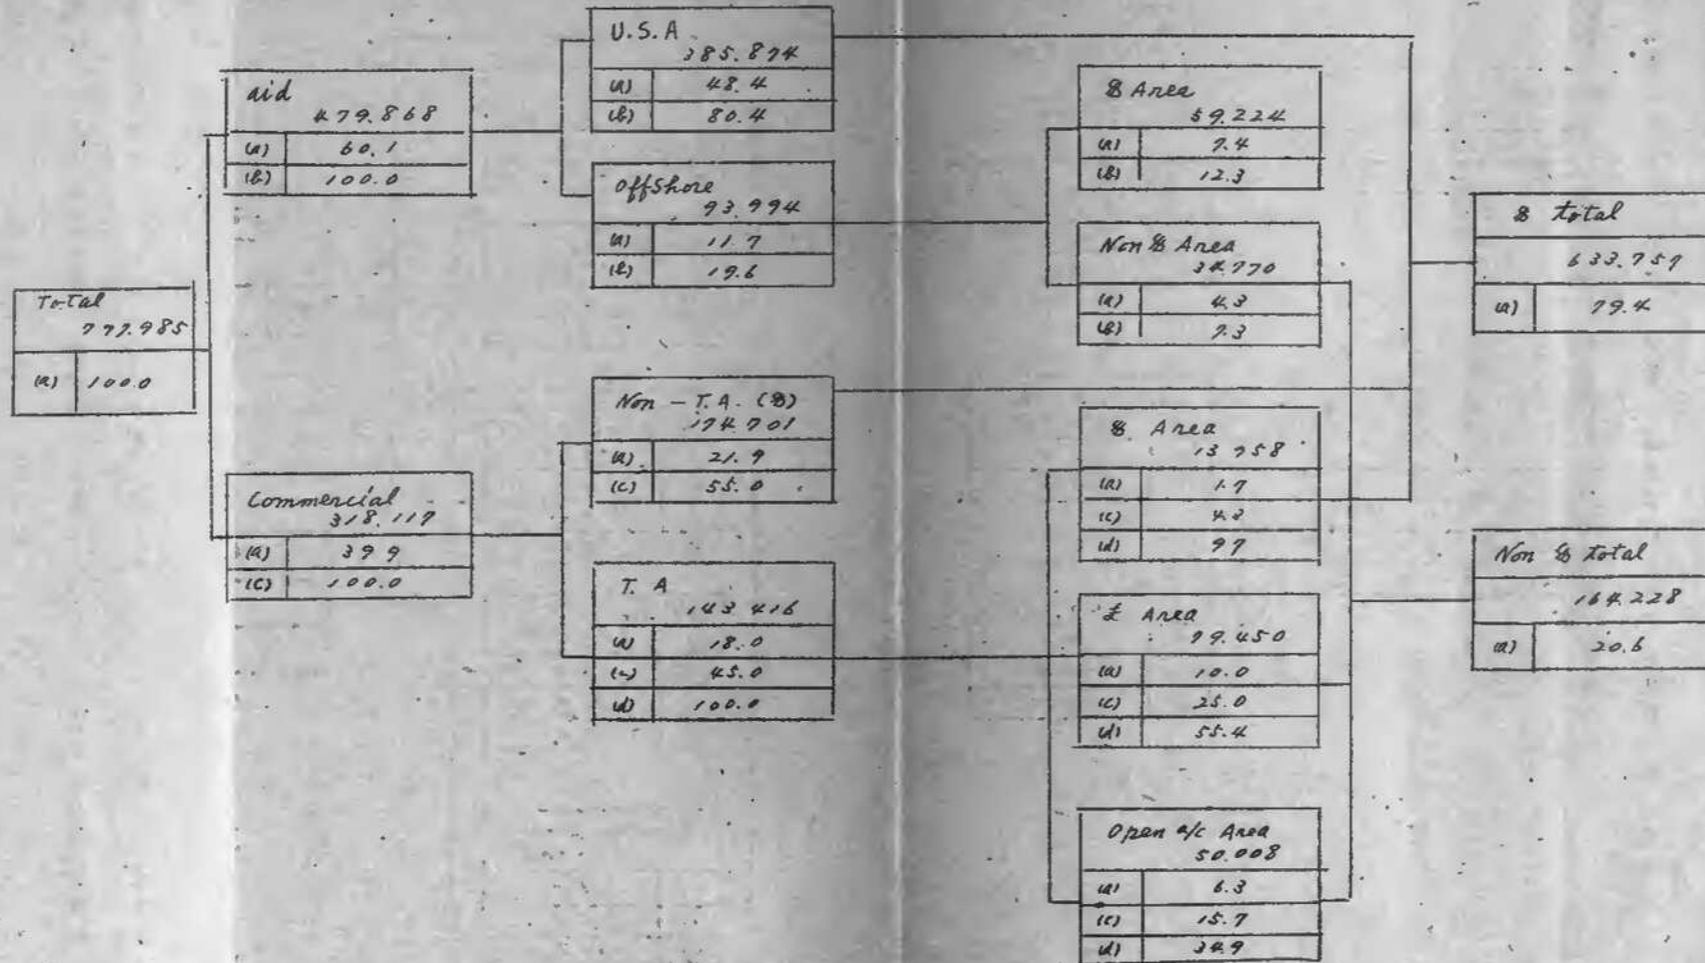 Total
797.985
(a) 100.0
aid
479.868
(a) 60.1
(b) 100.0
Commercial
318.117
(a) 39 9
(c) 100.0
U.S.A
385.874
(a) 48.4
(b) 80.4
Offshore
93.994
(a) 11.7
(b) 19.6
Non - T.A. ($)
174.701
(a) 21.9
(c) 55.0
T. A
143 416
(a) 18.0
(c) 45.0
(d) 100.0
$ Area
59.224
(a) 7.4
(b) 12.3
Non $ Area
34.770
(a) 4.3
(b) 7.3
$ Area
13 958
(a) 1.7
(c) 4.3
(d) 97
£ Area
79.450
(a) 10.0
(c) 25.0
(d) 55.4
Open a/c Area
50.008
(a) 6.3
(c) 15.7
(d) 34.9
$ total
633.757
(a) 79.4
Non $ total
164.228
(a) 20.6